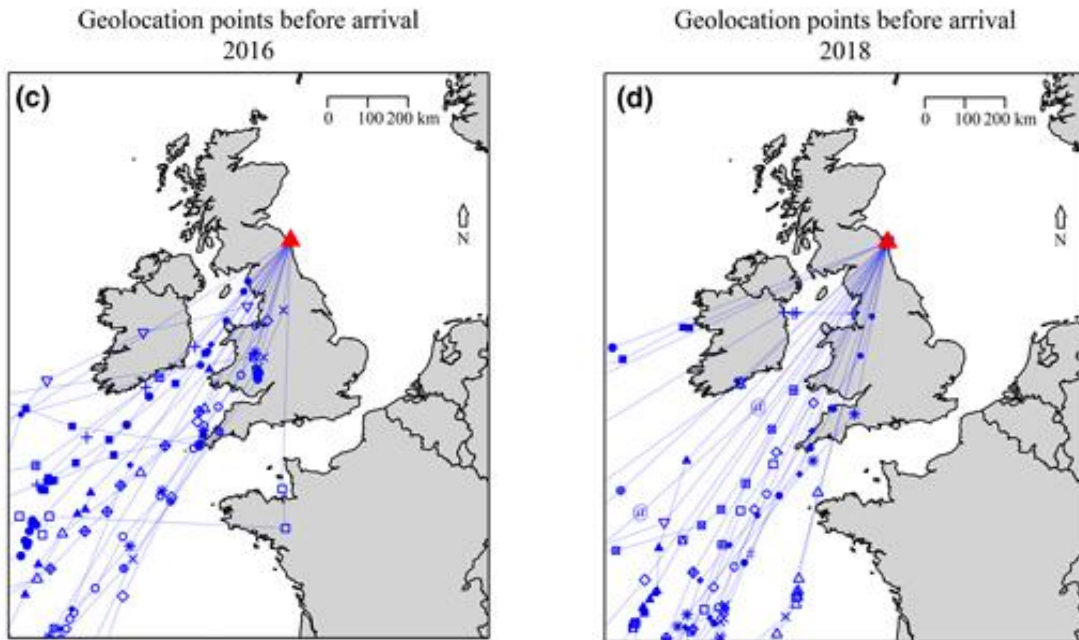 Geolocation points before arrival
2016
(c)
0 100 200 km
N
Geolocation points before arrival
2018
(d)
0 100 200 km
N